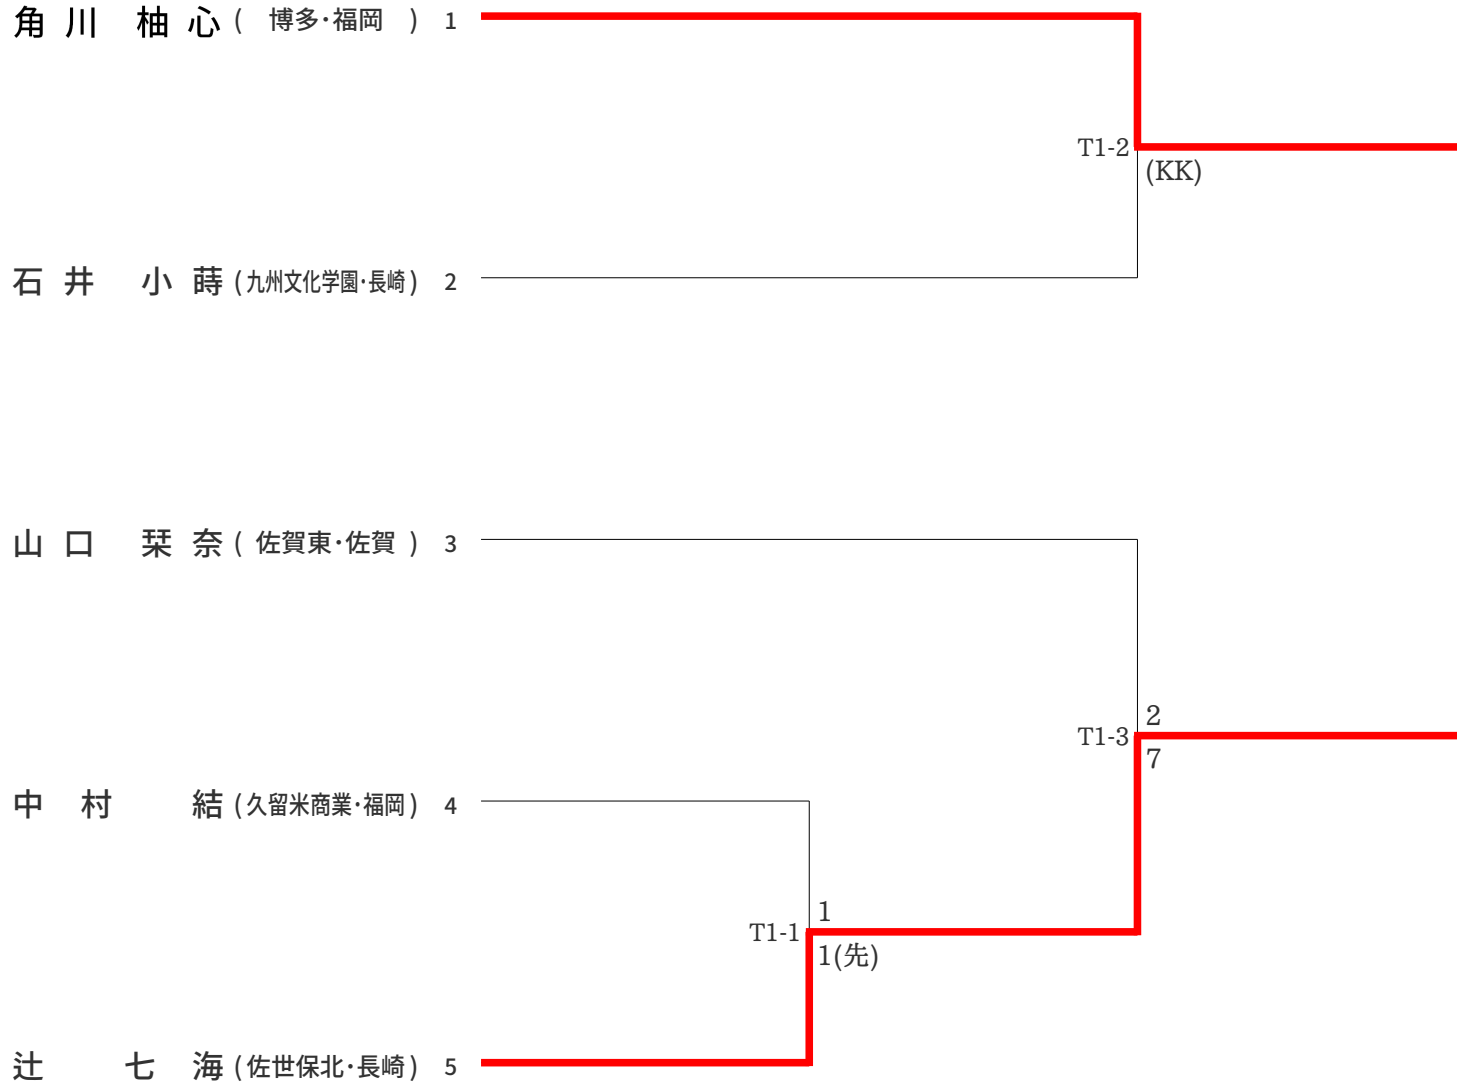 角川 柚心 ( 博多・福岡 ) 1
T1-2
(KK)
石井 小蒔 (九州文化学園・長崎) 2
山口 栞奈 ( 佐賀東・佐賀 ) 3
2
T1-3
7
中村 結 (久留米商業・福岡) 4
1
T1-1
1(先)
辻 七海 (佐世保北・長崎) 5